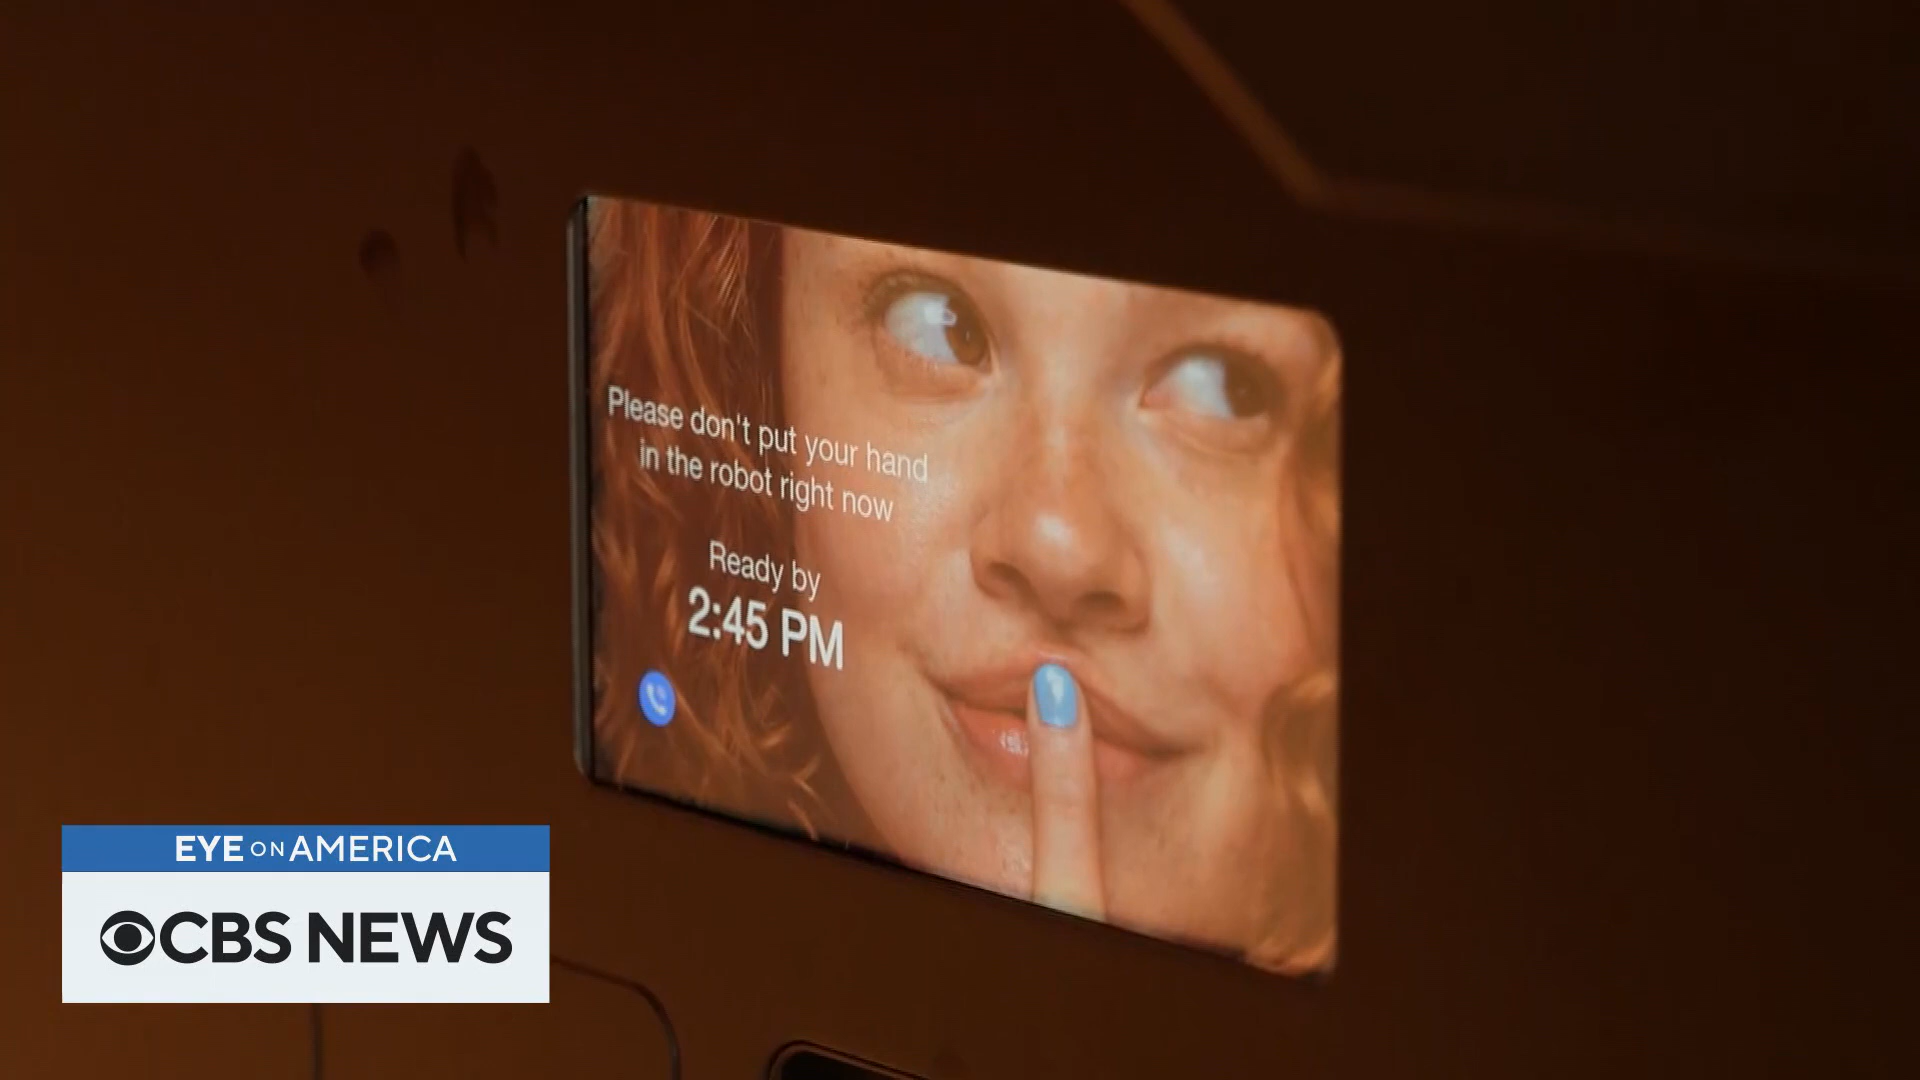 Please don't put your hand
in the robot right now
Ready by
2:45 PM
EYE ON AMERICA
CBS NEWS